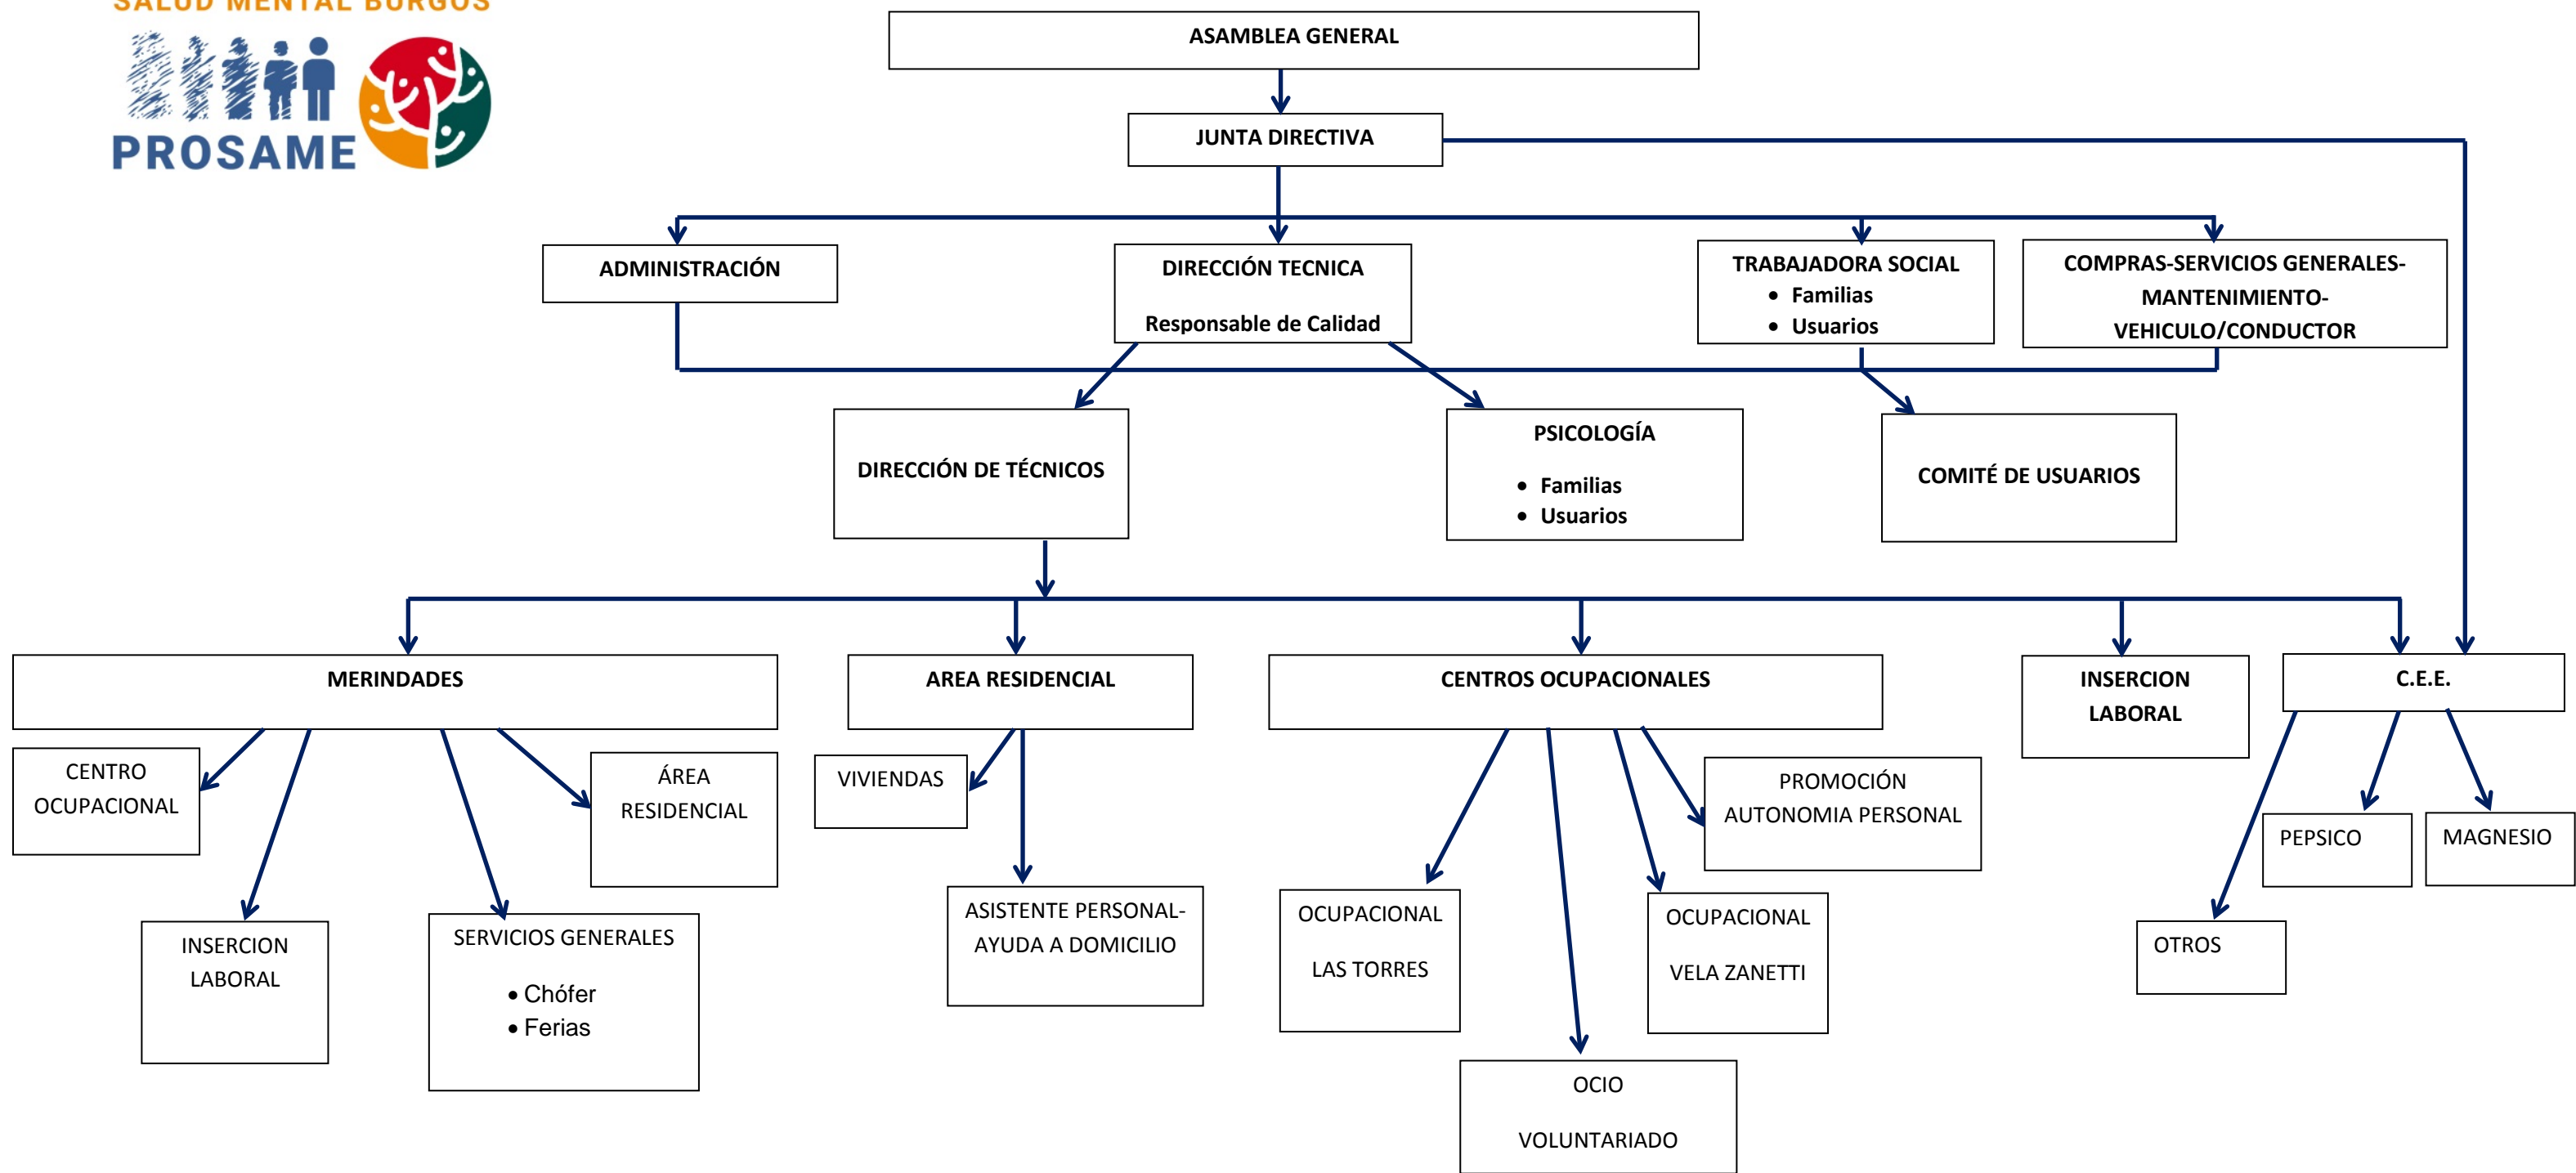 SALUD MENTAL BURGOS
PROSAME
ASAMBLEA GENERAL
JUNTA DIRECTIVA
ADMINISTRACIÓN
DIRECCIÓN TECNICA
Responsable de Calidad
TRABAJADORA SOCIAL
• Familias
• Usuarios
COMPRAS-SERVICIOS GENERALES-
MANTENIMIENTO-
VEHICULO/CONDUCTOR
DIRECCIÓN DE TÉCNICOS
PSICOLOGÍA
• Familias
• Usuarios
COMITÉ DE USUARIOS
MERINDADES
AREA RESIDENCIAL
CENTROS OCUPACIONALES
INSERCION
LABORAL
C.E.E.
CENTRO
OCUPACIONAL
INSERCION
LABORAL
SERVICIOS GENERALES
• Chófer
• Ferias
ÁREA
RESIDENCIAL
VIVIENDAS
ASISTENTE PERSONAL-
AYUDA A DOMICILIO
OCUPACIONAL
LAS TORRES
OCIO
VOLUNTARIADO
OCUPACIONAL
VELA ZANETTI
PROMOCIÓN
AUTONOMIA PERSONAL
OTROS
PEPSICO
MAGNESIO